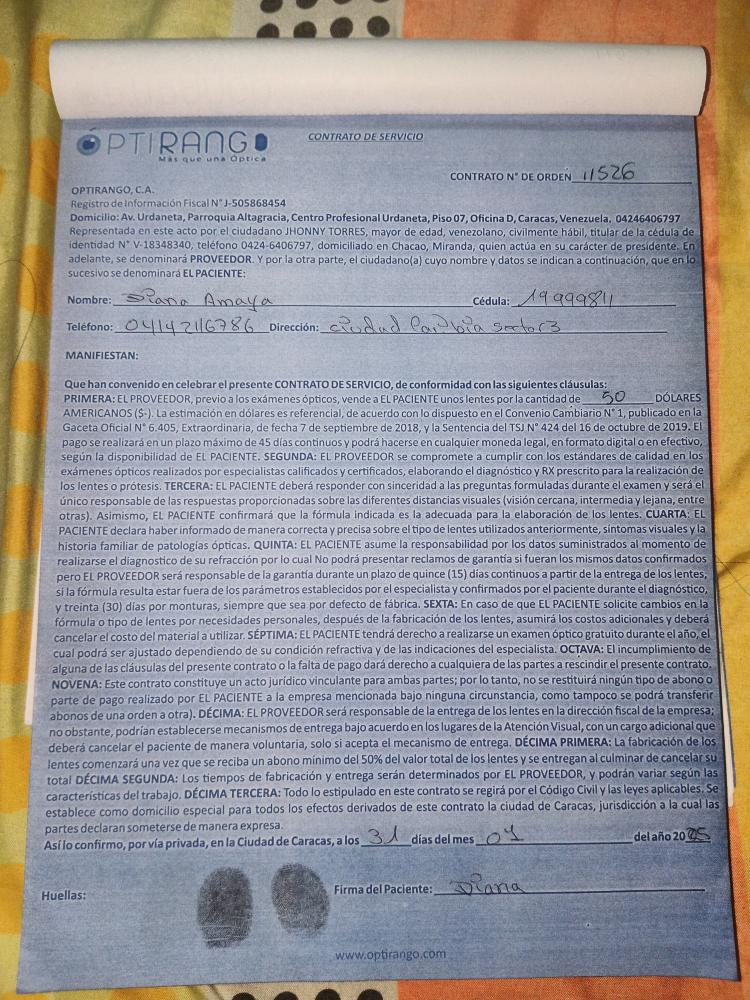 ÓPTIRANGO
Más que una Óptica
CONTRATO DE SERVICIO
CONTRATO N° DE ORDEN 11526
OPTIRANGO, C.A.
Registro de Información Fiscal N° J-505868454
Domicilio: Av. Urdaneta, Parroquia Altagracia, Centro Profesional Urdaneta, Piso 07, Oficina D, Caracas, Venezuela, 04246406797
Representada en este acto por el ciudadano JHONNY TORRES, mayor de edad, venezolano, civilmente hábil, titular de la cédula de
identidad N° V-18348340, teléfono 0424-6406797, domiciliado en Chacao, Miranda, quien actúa en su carácter de presidente. En
adelante, se denominará PROVEEDOR. Y por la otra parte, el ciudadano(a) cuyo nombre y datos se indican a continuación, que en lo
sucesivo se denominará EL PACIENTE:
Nombre: Diana Amaya Cédula: 19999811
Teléfono: 04142116786 Dirección: ciudad Caribia sector 3
MANIFIESTAN:
Que han convenido en celebrar el presente CONTRATO DE SERVICIO, de conformidad con las siguientes cláusulas:
PRIMERA: EL PROVEEDOR, previo a los exámenes ópticos, vende a EL PACIENTE unos lentes por la cantidad de 50 DÓLARES
AMERICANOS ($-). La estimación en dólares es referencial, de acuerdo con lo dispuesto en el Convenio Cambiario N° 1, publicado en la
Gaceta Oficial N° 6.405, Extraordinaria, de fecha 7 de septiembre de 2018, y la Sentencia del TSJ N° 424 del 16 de octubre de 2019. El
pago se realizará en un plazo máximo de 45 días continuos y podrá hacerse en cualquier moneda legal, en formato digital o en efectivo,
según la disponibilidad de EL PACIENTE. SEGUNDA: EL PROVEEDOR se compromete a cumplir con los estándares de calidad en los
exámenes ópticos realizados por especialistas calificados y certificados, elaborando el diagnóstico y RX prescrito para la realización de
los lentes o prótesis. TERCERA: EL PACIENTE deberá responder con sinceridad a las preguntas formuladas durante el examen y será el
único responsable de las respuestas proporcionadas sobre las diferentes distancias visuales (visión cercana, intermedia y lejana, entre
otras). Asimismo, EL PACIENTE confirmará que la fórmula indicada es la adecuada para la elaboración de los lentes. CUARTA: EL
PACIENTE declara haber informado de manera correcta y precisa sobre el tipo de lentes utilizados anteriormente, síntomas visuales y la
historia familiar de patologías ópticas. QUINTA: EL PACIENTE asume la responsabilidad por los datos suministrados al momento de
realizarse el diagnostico de su refracción por lo cual No podrá presentar reclamos de garantía si fueran los mismos datos confirmados
pero EL PROVEEDOR será responsable de la garantía durante un plazo de quince (15) días continuos a partir de la entrega de los lentes,
si la fórmula resulta estar fuera de los parámetros establecidos por el especialista y confirmados por el paciente durante el diagnóstico,
y treinta (30) días por monturas, siempre que sea por defecto de fábrica. SEXTA: En caso de que EL PACIENTE solicite cambios en la
fórmula o tipo de lentes por necesidades personales, después de la fabricación de los lentes, asumirá los costos adicionales y deberá
cancelar el costo del material a utilizar. SÉPTIMA: EL PACIENTE tendrá derecho a realizarse un examen óptico gratuito durante el año, el
cual podrá ser ajustado dependiendo de su condición refractiva y de las indicaciones del especialista. OCTAVA: El incumplimiento de
alguna de las cláusulas del presente contrato o la falta de pago dará derecho a cualquiera de las partes a rescindir el presente contrato.
NOVENA: Este contrato constituye un acto jurídico vinculante para ambas partes; por lo tanto, no se restituirá ningún tipo de abono o
parte de pago realizado por EL PACIENTE a la empresa mencionada bajo ninguna circunstancia, como tampoco se podrá transferir
abonos de una orden a otra). DÉCIMA: EL PROVEEDOR será responsable de la entrega de los lentes en la dirección fiscal de la empresa;
no obstante, podrían establecerse mecanismos de entrega bajo acuerdo en los lugares de la Atención Visual, con un cargo adicional que
deberá cancelar el paciente de manera voluntaria, solo si acepta el mecanismo de entrega. DÉCIMA PRIMERA: La fabricación de los
lentes comenzará una vez que se reciba un abono mínimo del 50% del valor total de los lentes y se entregan al culminar de cancelar su
total DÉCIMA SEGUNDA: Los tiempos de fabricación y entrega serán determinados por EL PROVEEDOR, y podrán variar según las
características del trabajo. DÉCIMA TERCERA: Todo lo estipulado en este contrato se regirá por el Código Civil y las leyes aplicables. Se
establece como domicilio especial para todos los efectos derivados de este contrato la ciudad de Caracas, jurisdicción a la cual las
partes declaran someterse de manera expresa.
Así lo confirmo, por vía privada, en la Ciudad de Caracas, a los 31 días del mes 07 del año 2025
Huellas:
Firma del Paciente: Diana
www.optirango.com